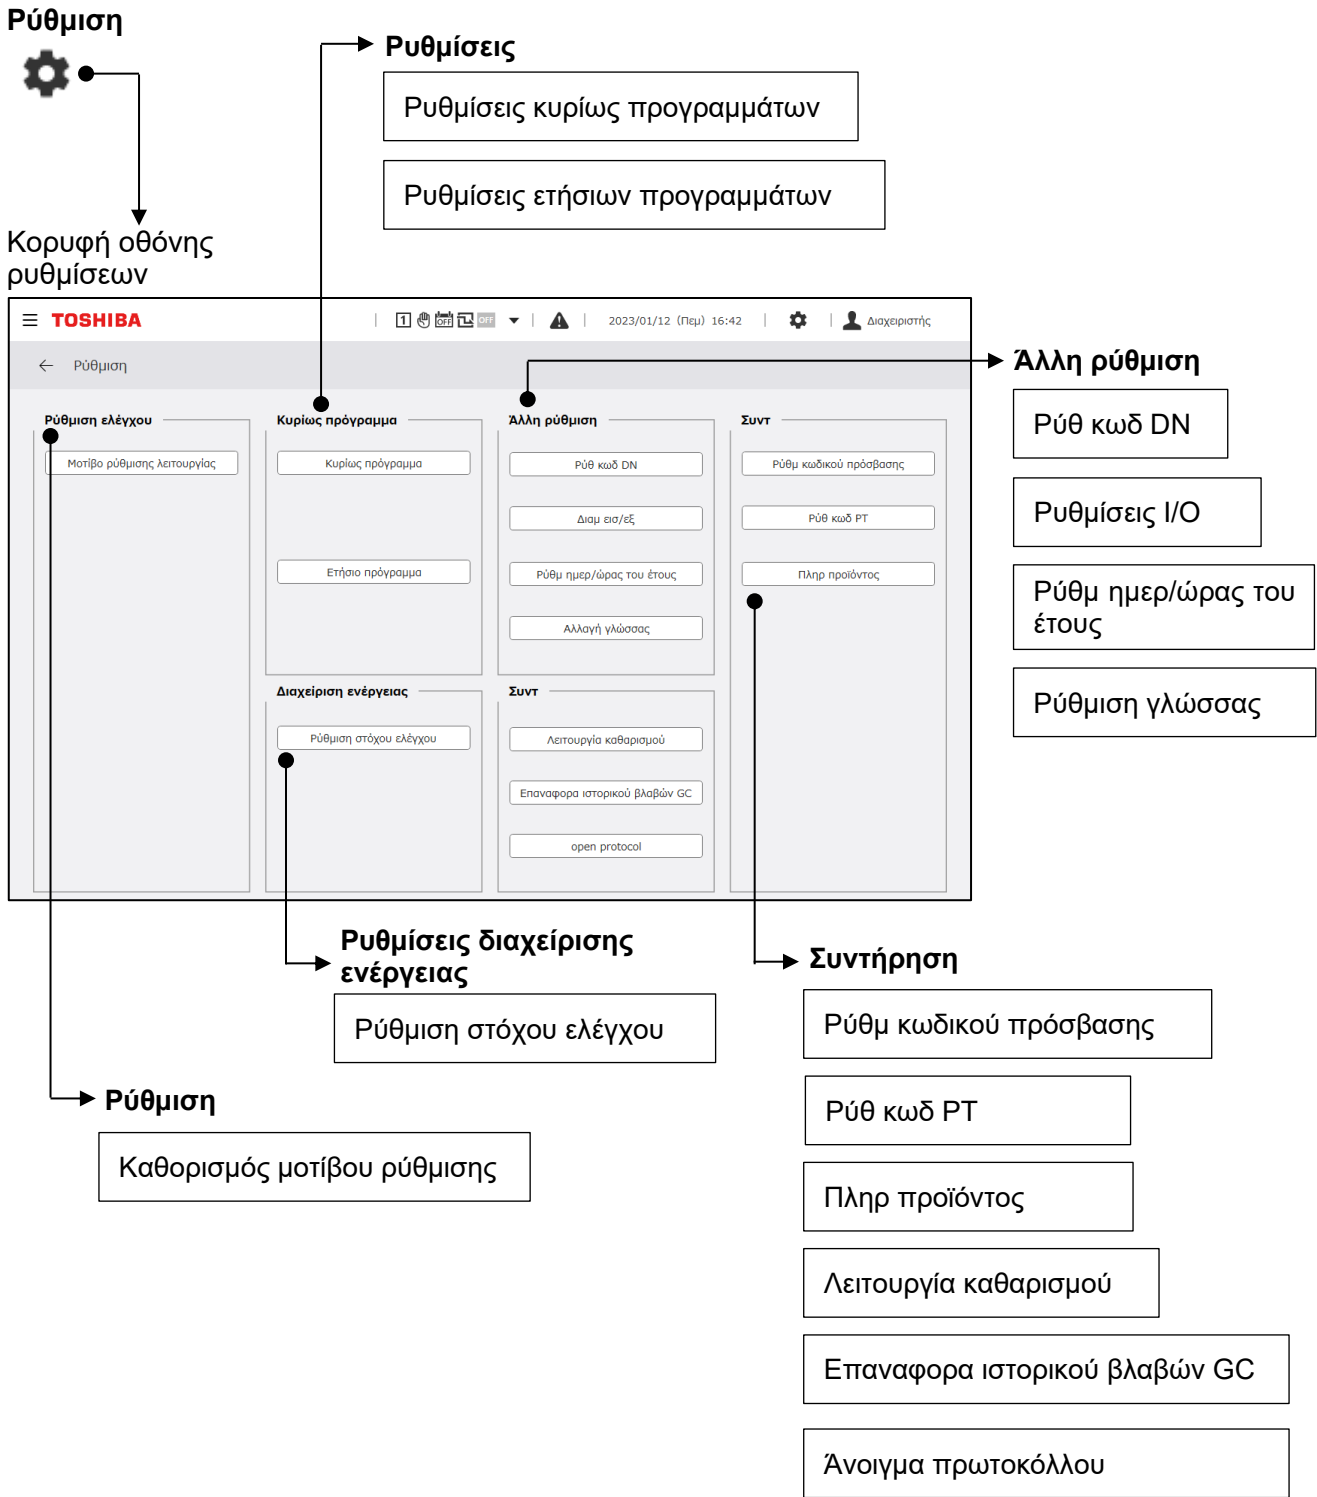 Ρύθμιση
Ρυθμίσεις
Ρυθμίσεις κυρίως προγραμμάτων
Ρυθμίσεις ετήσιων προγραμμάτων
Κορυφή οθόνης
ρυθμίσεων
TOSHIBA
1 OFF OFF 2023/01/12 (Πεμ) 16:42 Διαχειριστής
Ρύθμιση
Ρύθμιση ελέγχου
Μοτίβο ρύθμισης λειτουργίας
Κυρίως πρόγραμμα
Κυρίως πρόγραμμα
Ετήσιο πρόγραμμα
Διαχείριση ενέργειας
Ρύθμιση στόχου ελέγχου
Άλλη ρύθμιση
Ρύθ κωδ DN
Διαμ εισ/εξ
Ρύθμ ημερ/ώρας του έτους
Αλλαγή γλώσσας
Συντ
Λειτουργία καθαρισμού
Επαναφορα ιστορικού βλαβών GC
open protocol
Συντ
Ρύθμ κωδικού πρόσβασης
Ρύθ κωδ PT
Πληρ προϊόντος
Άλλη ρύθμιση
Ρύθ κωδ DN
Ρυθμίσεις I/O
Ρύθμ ημερ/ώρας του
έτους
Ρύθμιση γλώσσας
Ρυθμίσεις διαχείρισης
ενέργειας
Ρύθμιση στόχου ελέγχου
Ρύθμιση
Καθορισμός μοτίβου ρύθμισης
Συντήρηση
Ρύθμ κωδικού πρόσβασης
Ρύθ κωδ PT
Πληρ προϊόντος
Λειτουργία καθαρισμού
Επαναφορα ιστορικού βλαβών GC
Άνοιγμα πρωτοκόλλου